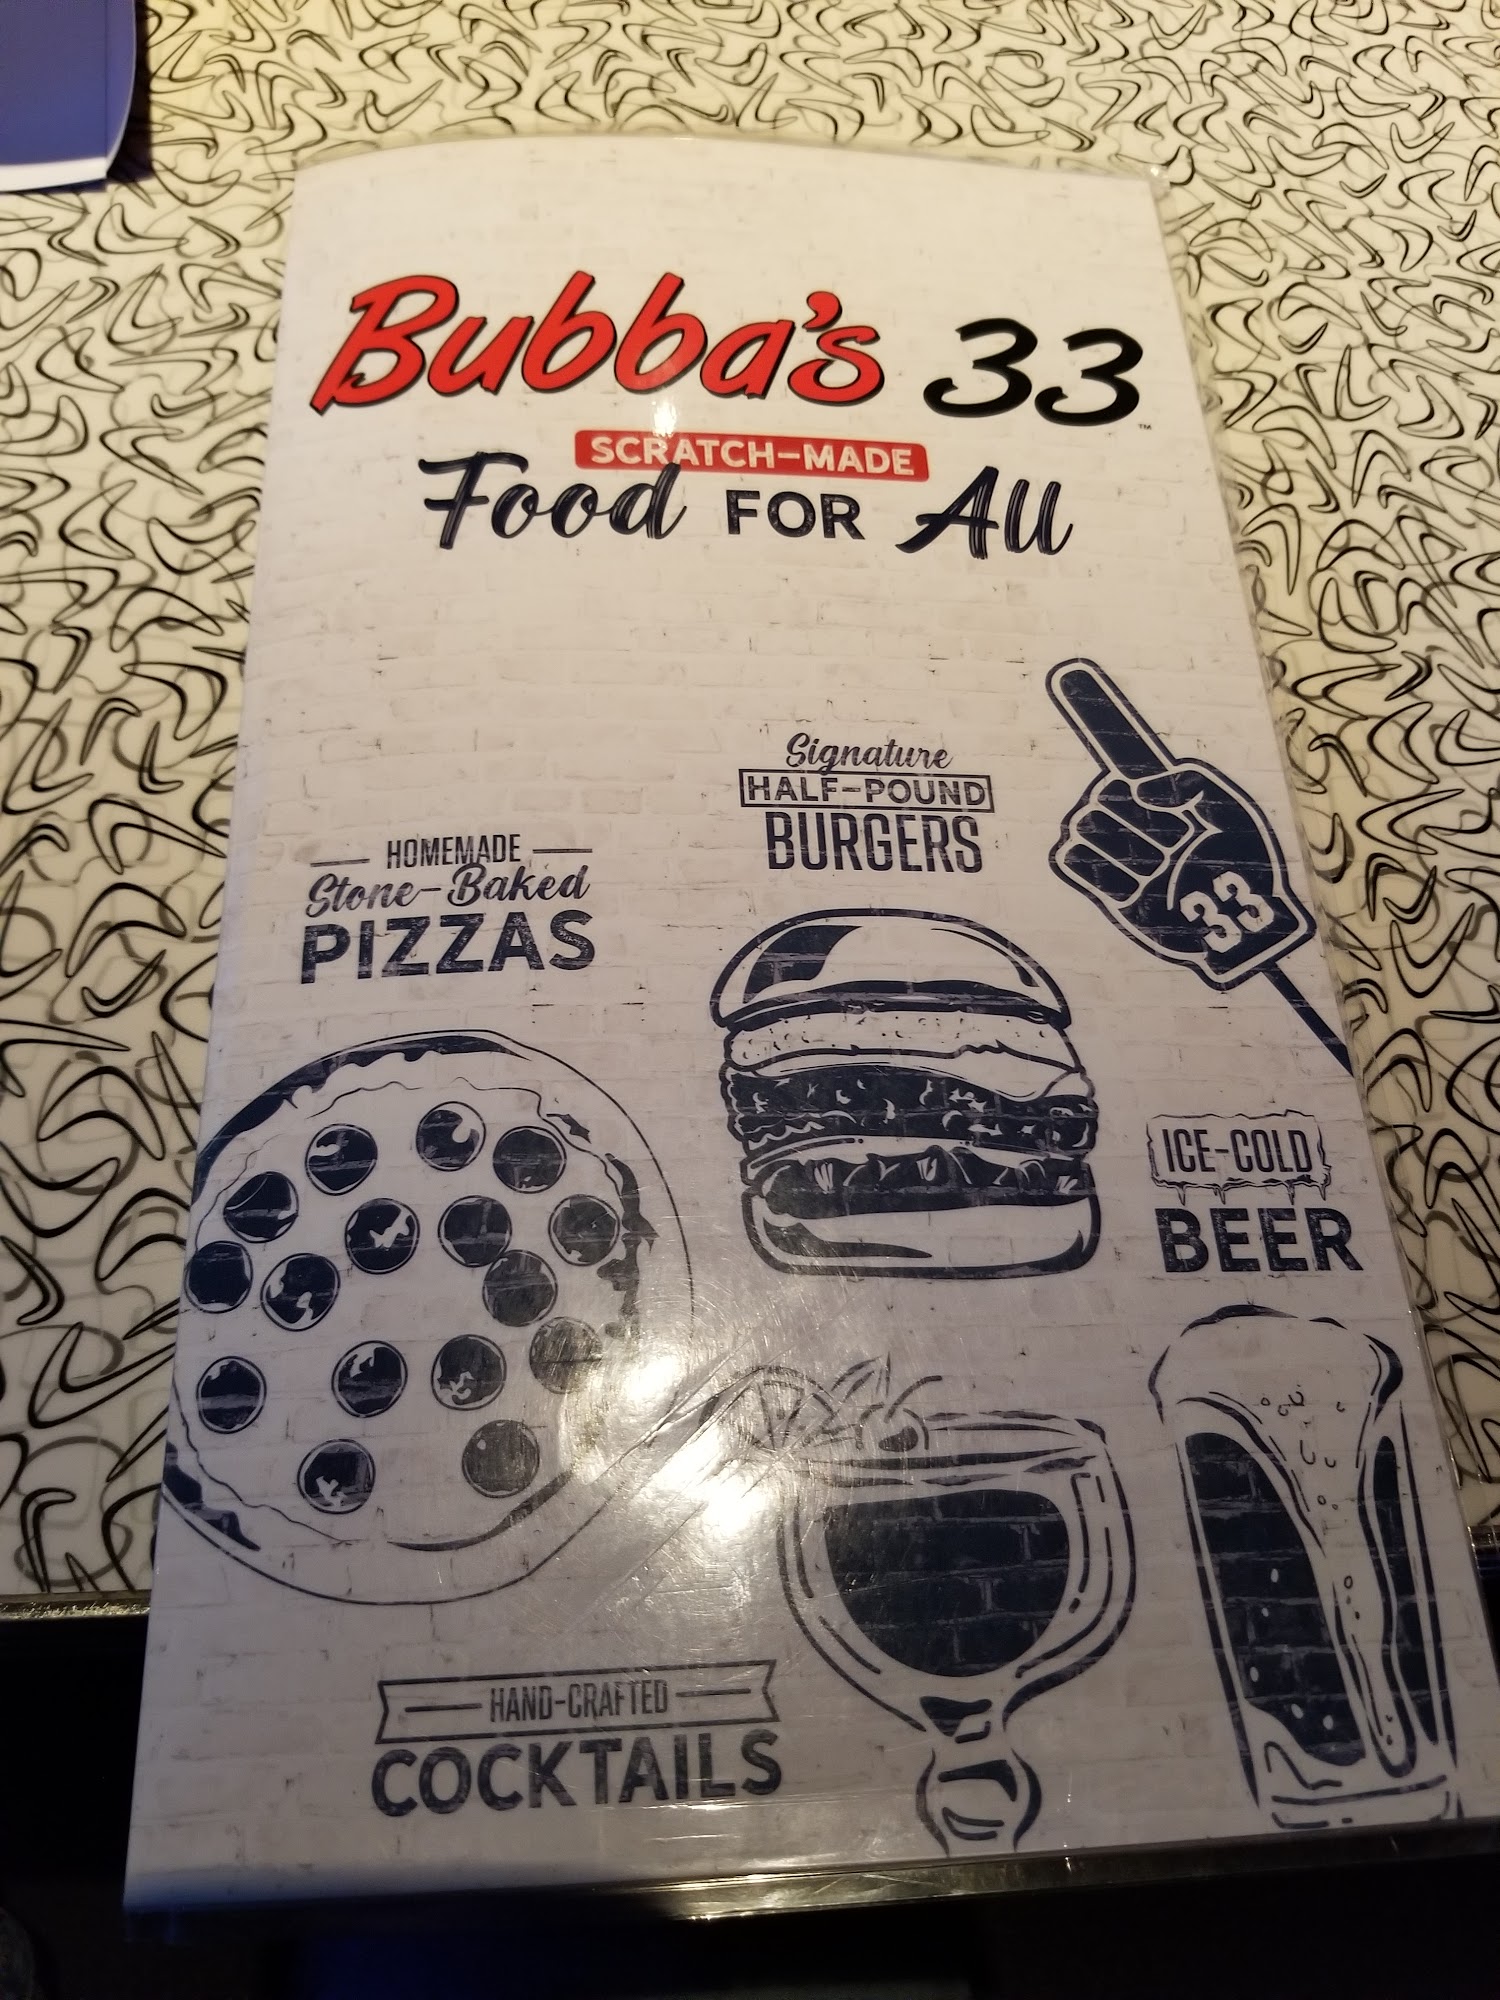 Bubba's 33™
SCRATCH-MADE
Food FOR All
Signature
HALF-POUND
BURGERS
HOMEMADE
Stone-Baked
PIZZAS
33
ICE-COLD
BEER
HAND-CRAFTED
COCKTAILS